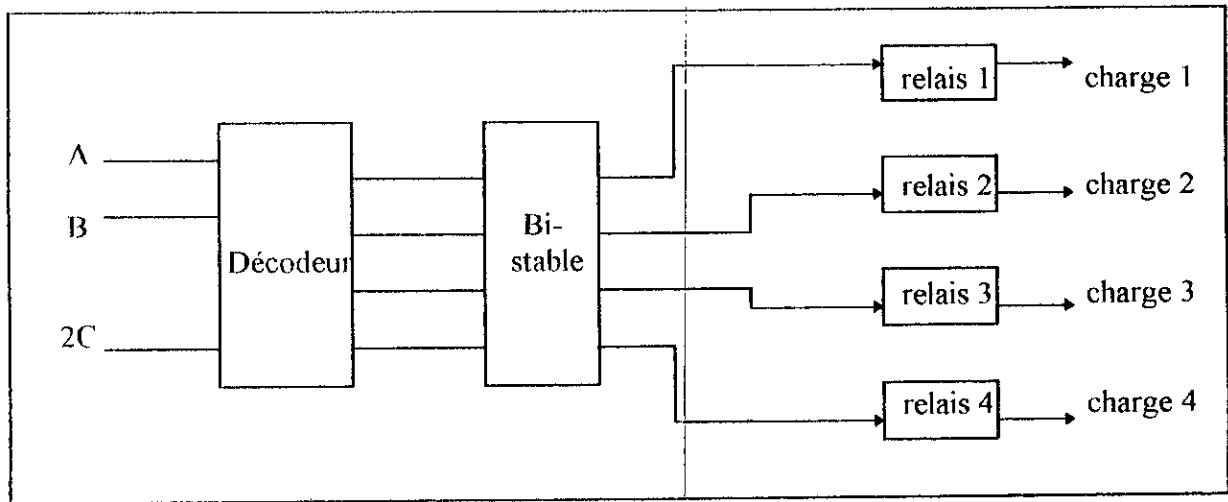 A
B
2C
Décodeur
Bi-
stable
relais 1
charge 1
relais 2
charge 2
relais 3
charge 3
relais 4
charge 4